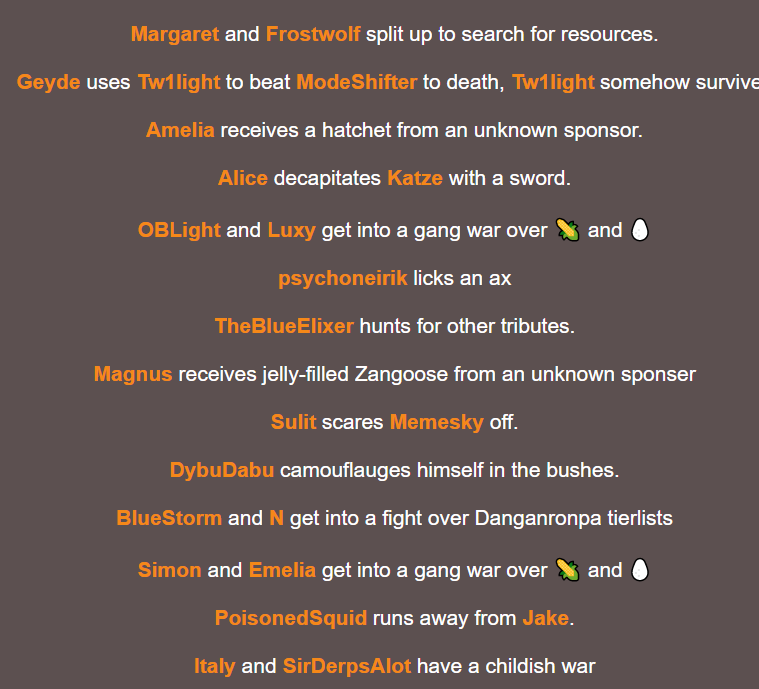 Margaret and Frostwolf split up to search for resources.
Geyde uses Tw1light to beat ModeShifter to death, Tw1light somehow survive
Amelia receives a hatchet from an unknown sponsor.
Alice decapitates Katze with a sword.
OBLight and Luxy get into a gang war over 🌽 and 🥚
psychoneirik licks an ax
TheBlueElixer hunts for other tributes.
Magnus receives jelly-filled Zangoose from an unknown sponser
Sulit scares Memesky off.
DybuDabu camouflauges himself in the bushes.
BlueStorm and N get into a fight over Danganronpa tierlists
Simon and Emelia get into a gang war over 🌽 and 🥚
PoisonedSquid runs away from Jake.
Italy and SirDerpsAlot have a childish war